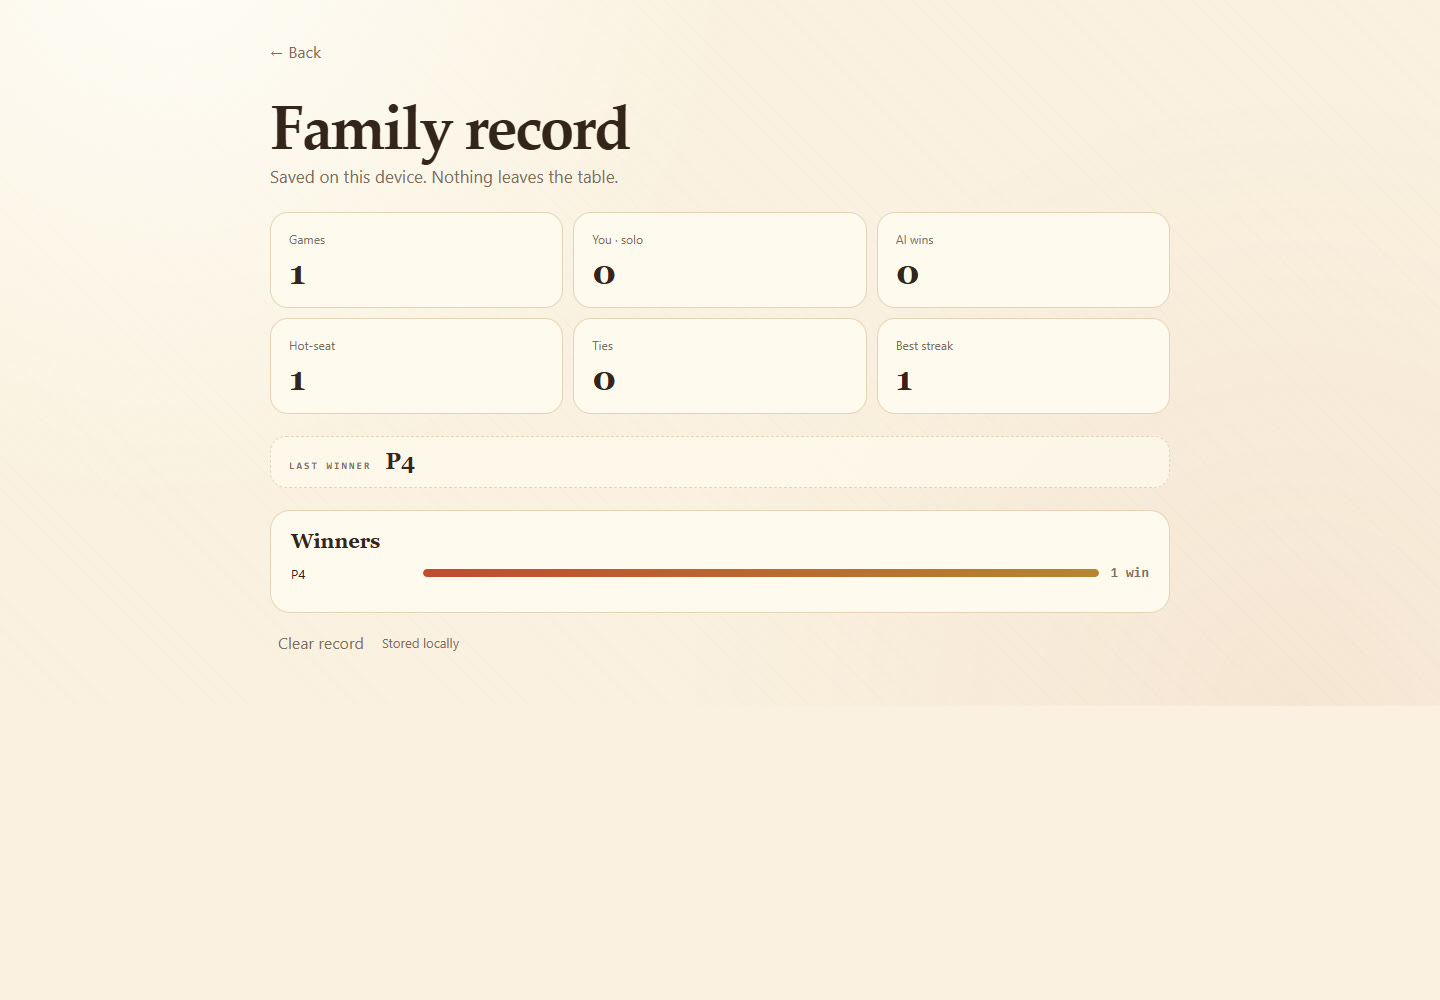 ← Back
Family record
Saved on this device. Nothing leaves the table.
Games
1
You · solo
0
AI wins
0
Hot-seat
1
Ties
0
Best streak
1
LAST WINNER P4
Winners
P4 1 win
Clear record Stored locally